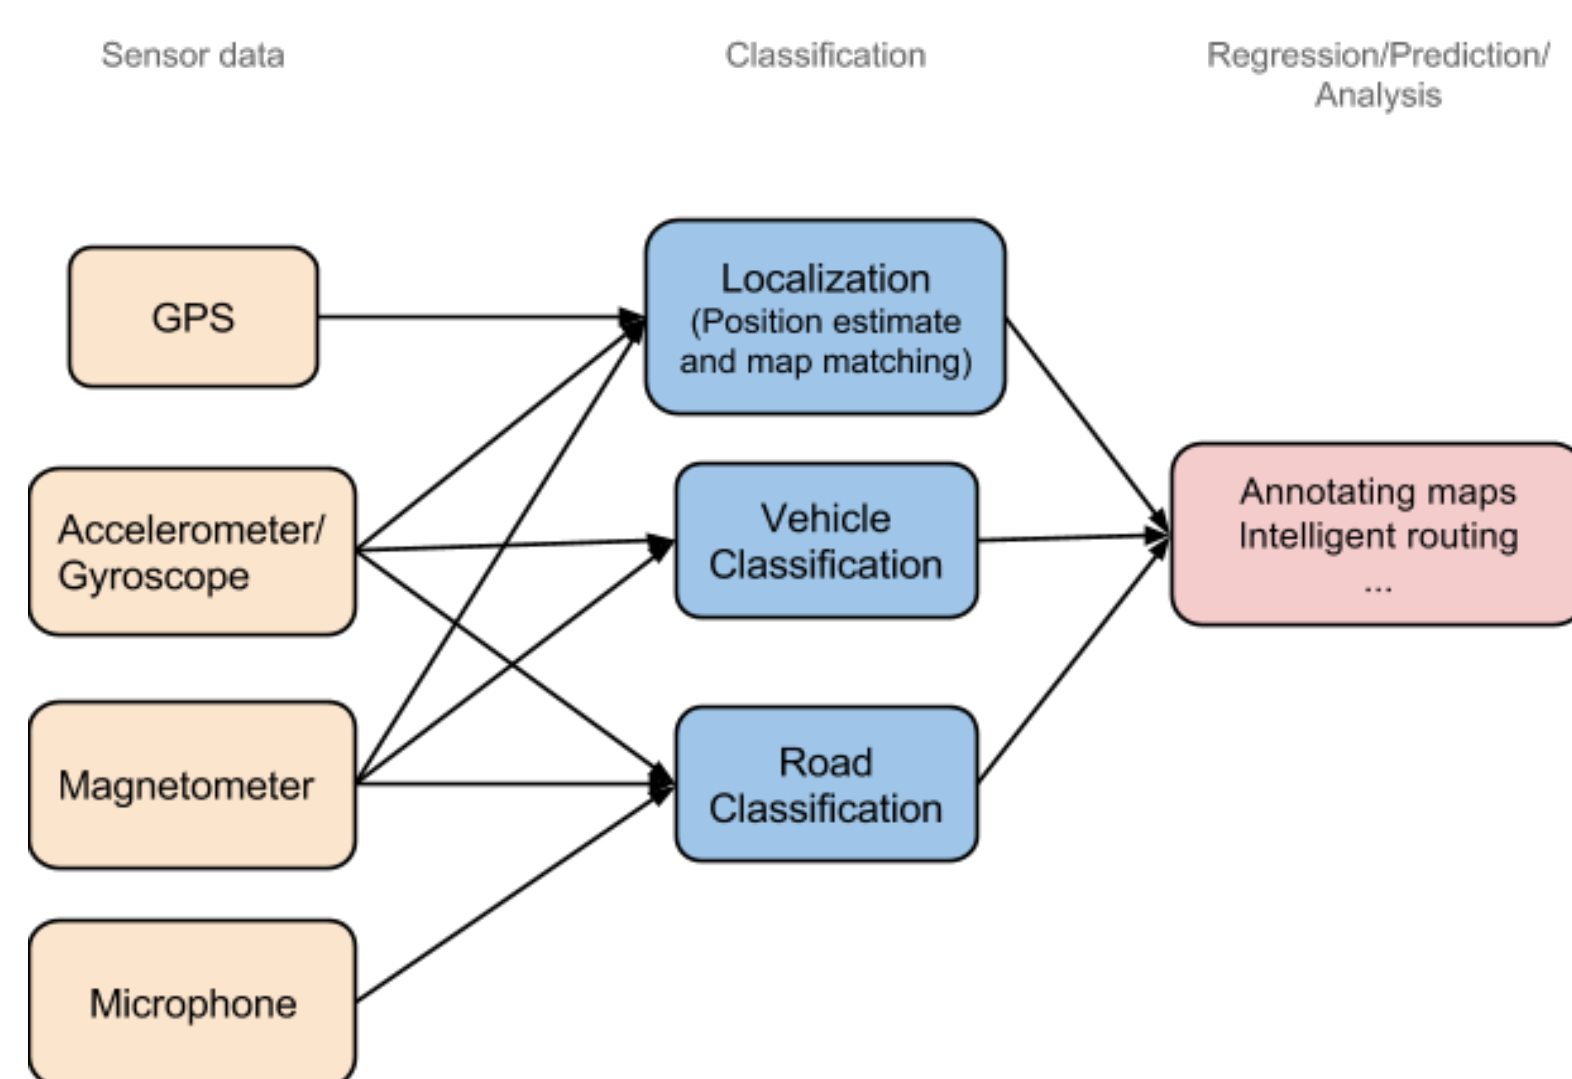 Sensor data
Classification
Regression/Prediction/
Analysis
GPS
Accelerometer/
Gyroscope
Magnetometer
Microphone
Localization
(Position estimate
and map matching)
Vehicle
Classification
Road
Classification
Annotating maps
Intelligent routing
...